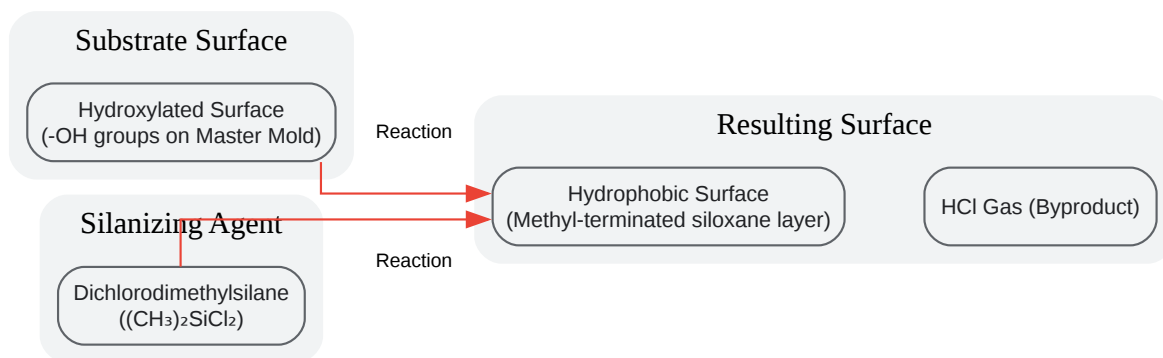 Substrate Surface
Hydroxylated Surface
(-OH groups on Master Mold)
Reaction
Resulting Surface
Hydrophobic Surface
(Methyl-terminated siloxane layer)
HCl Gas (Byproduct)
Silanizing Agent
Reaction
Dichlorodimethylsilane
((CH₃)₂SiCl₂)